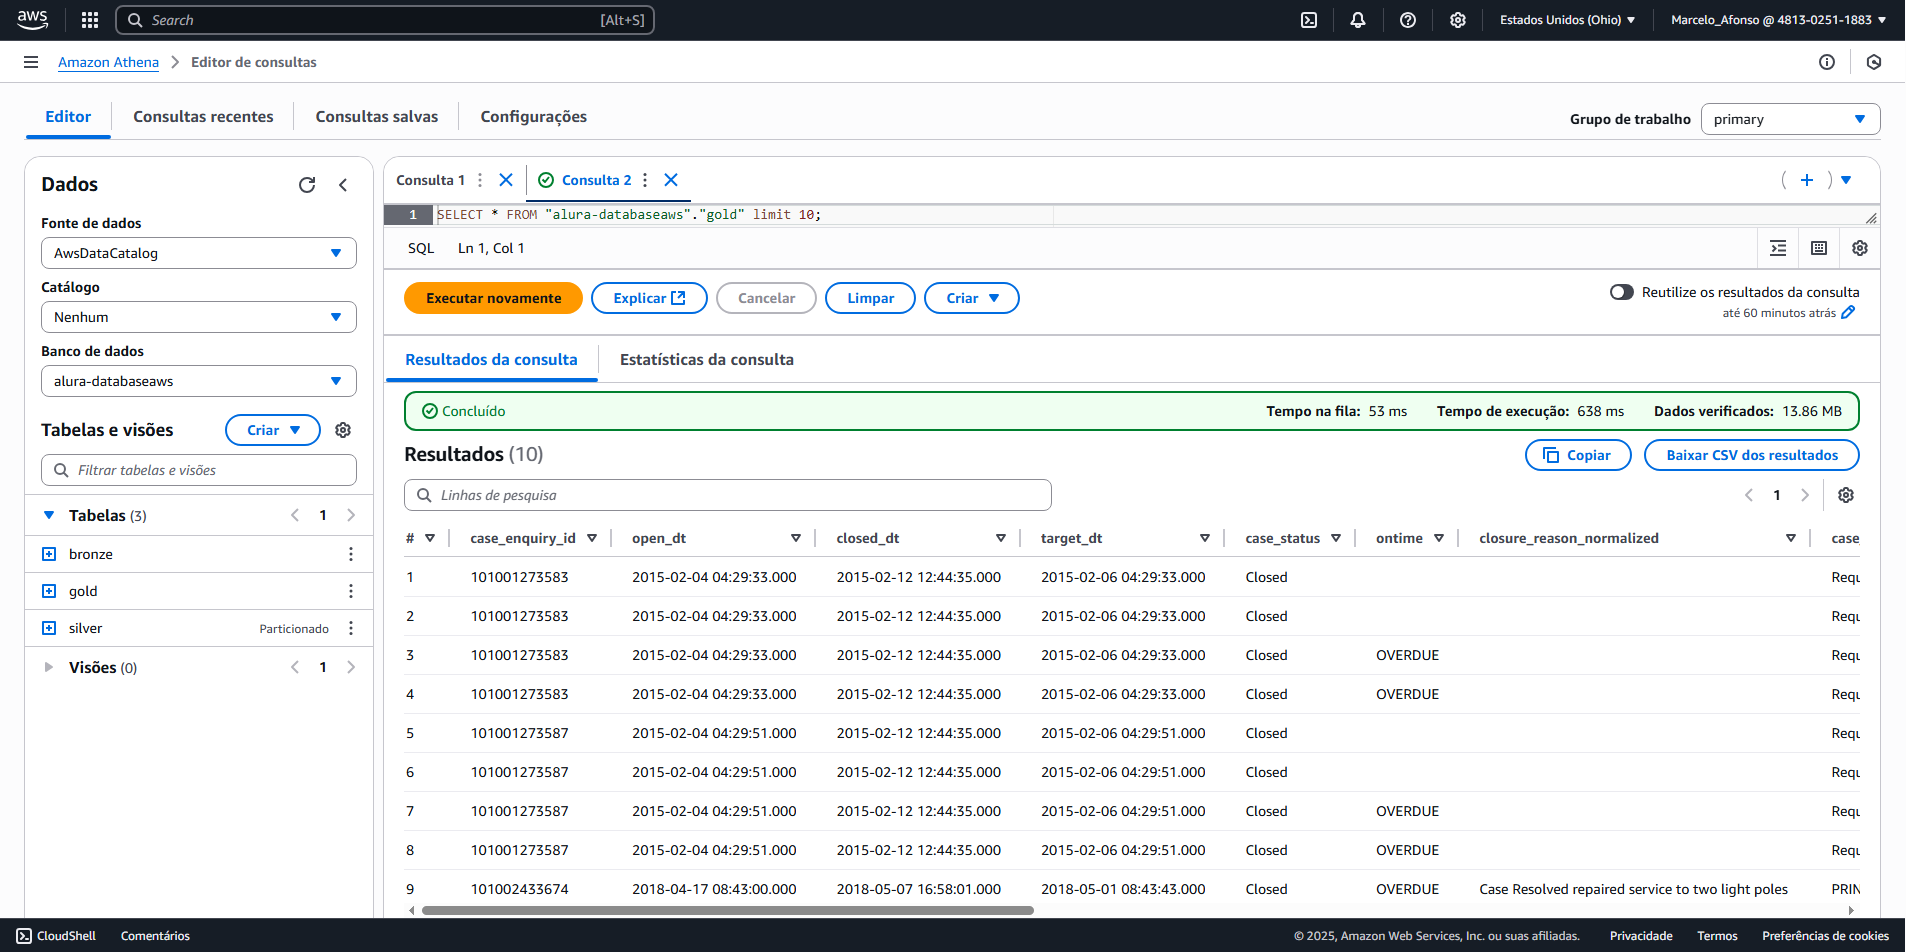 aws Search [Alt+S] Estados Unidos (Ohio) Marcelo_Afonso @ 4813-0251-1883
Amazon Athena Editor de consultas
Editor Consultas recentes Consultas salvas Configurações Grupo de trabalho primary
Dados
Fonte de dados
AwsDataCatalog
Catálogo
Nenhum
Banco de dados
alura-databaseaws
Tabelas e visões Criar
Filtrar tabelas e visões
Tabelas (3) 1
bronze
gold
silver Particionado
Visões (0) 1
Consulta 1 Consulta 2
1 SELECT * FROM "alura-databaseaws"."gold" limit 10;
SQL Ln 1, Col 1
Executar novamente Explicar Cancelar Limpar Criar
Reutilize os resultados da consulta
até 60 minutos atrás
Resultados da consulta Estatísticas da consulta
Concluído Tempo na fila: 53 ms Tempo de execução: 638 ms Dados verificados: 13.86 MB
Resultados (10) Copiar Baixar CSV dos resultados
Linhas de pesquisa 1
# case_enquiry_id open_dt closed_dt target_dt case_status ontime closure_reason_normalized case_
1 101001273583 2015-02-04 04:29:33.000 2015-02-12 12:44:35.000 2015-02-06 04:29:33.000 Closed Requ
2 101001273583 2015-02-04 04:29:33.000 2015-02-12 12:44:35.000 2015-02-06 04:29:33.000 Closed Requ
3 101001273583 2015-02-04 04:29:33.000 2015-02-12 12:44:35.000 2015-02-06 04:29:33.000 Closed OVERDUE Requ
4 101001273583 2015-02-04 04:29:33.000 2015-02-12 12:44:35.000 2015-02-06 04:29:33.000 Closed OVERDUE Requ
5 101001273587 2015-02-04 04:29:51.000 2015-02-12 12:44:35.000 2015-02-06 04:29:51.000 Closed Requ
6 101001273587 2015-02-04 04:29:51.000 2015-02-12 12:44:35.000 2015-02-06 04:29:51.000 Closed Requ
7 101001273587 2015-02-04 04:29:51.000 2015-02-12 12:44:35.000 2015-02-06 04:29:51.000 Closed OVERDUE Requ
8 101001273587 2015-02-04 04:29:51.000 2015-02-12 12:44:35.000 2015-02-06 04:29:51.000 Closed OVERDUE Requ
9 101002433674 2018-04-17 08:43:00.000 2018-05-07 16:58:01.000 2018-05-01 08:43:43.000 Closed OVERDUE Case Resolved repaired service to two light poles PRIN
CloudShell Comentários © 2025, Amazon Web Services, Inc. ou suas afiliadas. Privacidade Termos Preferências de cookies